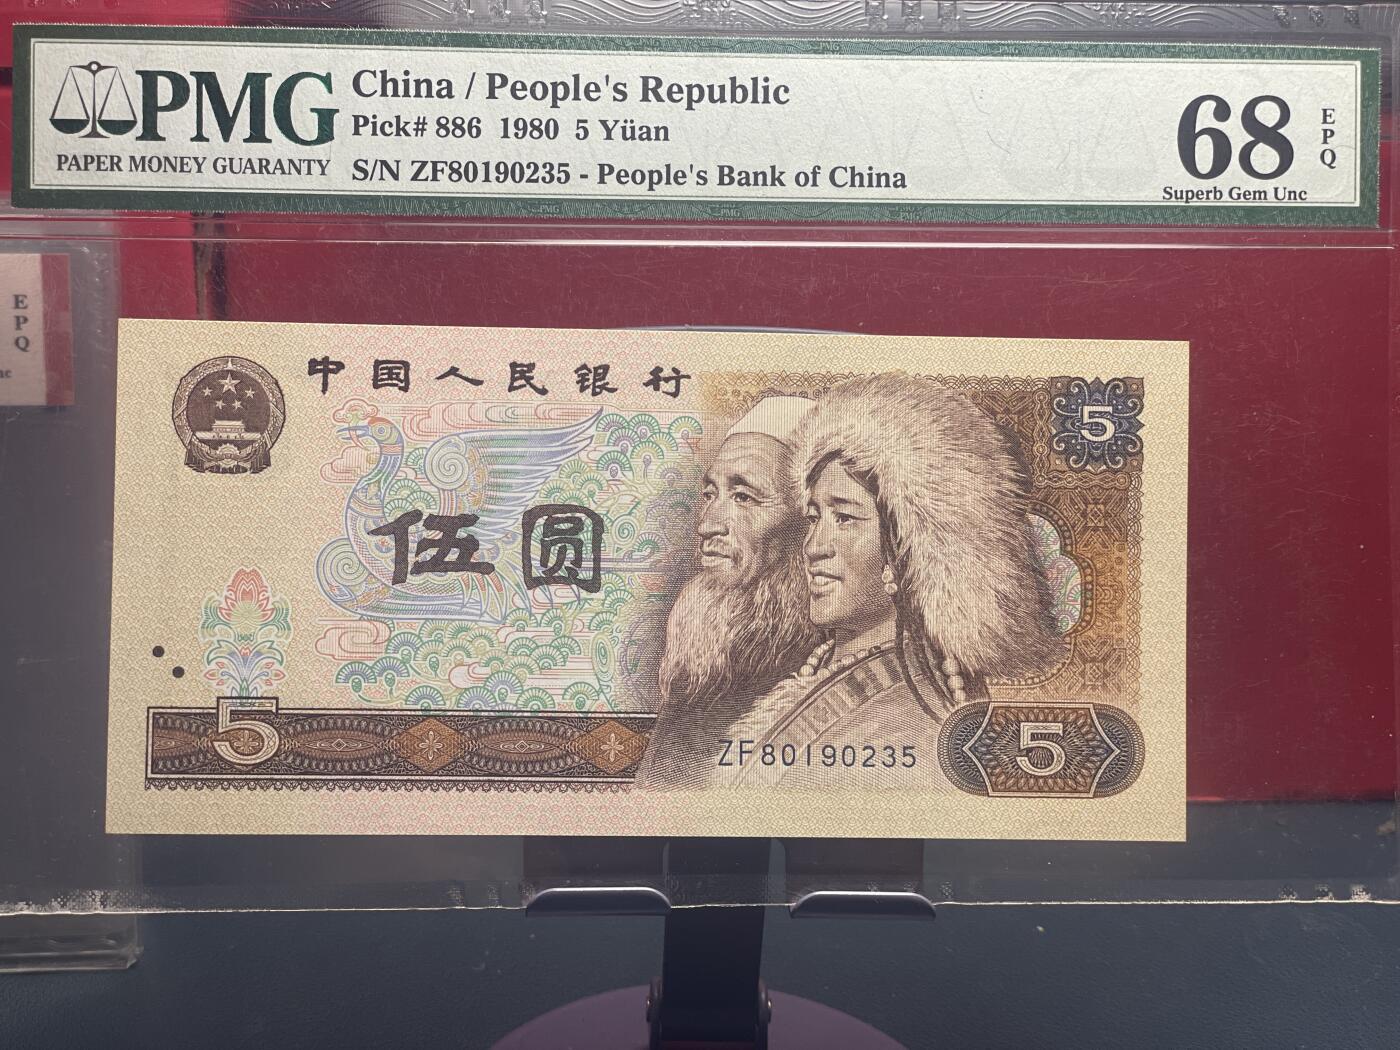 PMG
PAPER MONEY GUARANTY
China / People's Republic
Pick# 886 1980 5 Yüan
S/N ZF80190235 - People's Bank of China
68
EPQ
Superb Gem Unc
EPQ
nc
中国人民银行
5
伍圆
5
ZF80190235
5